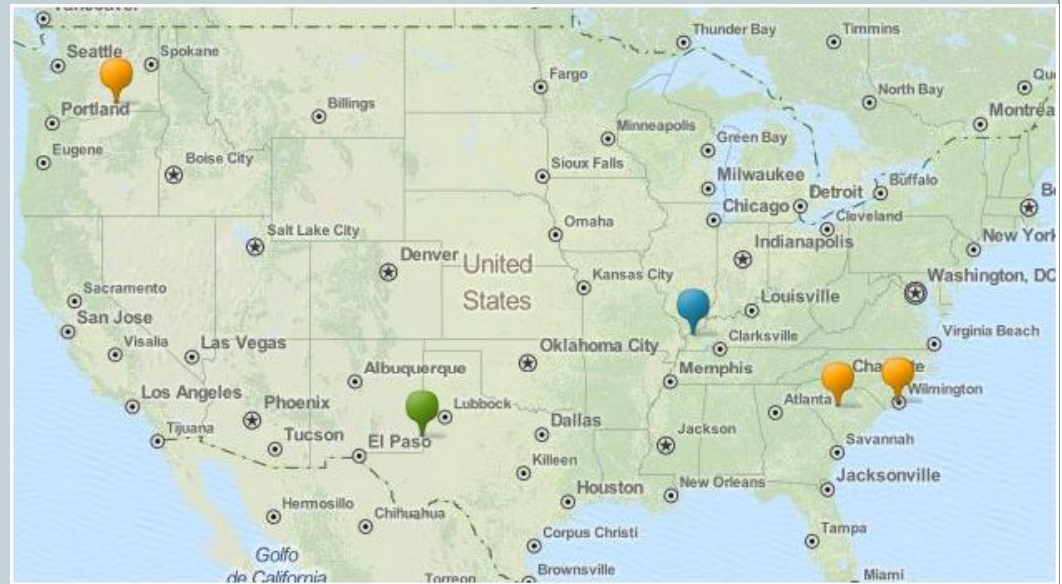 Vancouver
Seattle
Spokane
Portland
Eugene
Boise City
Billings
Fargo
Minneapolis
Sioux Falls
Thunder Bay
Timmins
North Bay
Montréa
Green Bay
Milwaukee
Chicago
Detroit
Buffalo
Cleveland
New York
Salt Lake City
Denver
United
States
Omaha
Indianapolis
Washington, DC
Kansas City
Louisville
Sacramento
San Jose
Visalia
Las Vegas
Clarksville
Virginia Beach
Oklahoma City
Albuquerque
Memphis
Wilmington
Los Angeles
Phoenix
Lubbock
Atlanta
Tijuana
Tucson
El Paso
Dallas
Jackson
Savannah
Killeen
Houston
New Orleans
Jacksonville
Hermosillo
Chihuahua
Corpus Christi
Tampa
Golfo
de California
Torreon
Brownsville
Miami